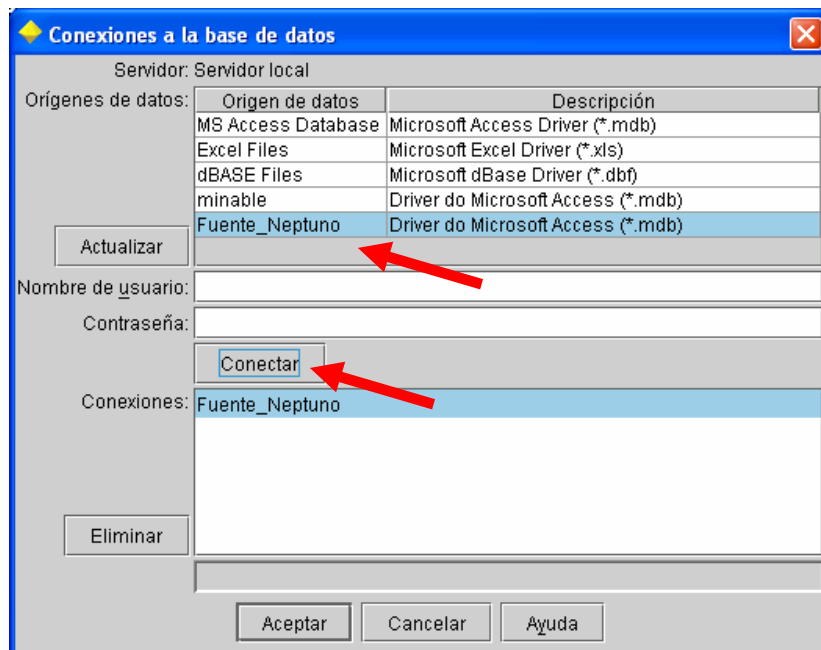 Conexiones a la base de datos
Servidor: Servidor local
Orígenes de datos:
Origen de datos Descripción
MS Access Database Microsoft Access Driver (*.mdb)
Excel Files Microsoft Excel Driver (*.xls)
dBASE Files Microsoft dBase Driver (*.dbf)
minable Driver do Microsoft Access (*.mdb)
Fuente_Neptuno Driver do Microsoft Access (*.mdb)
Actualizar
Nombre de usuario:
Contraseña:
Conectar
Conexiones: Fuente_Neptuno
Eliminar
Aceptar Cancelar Ayuda